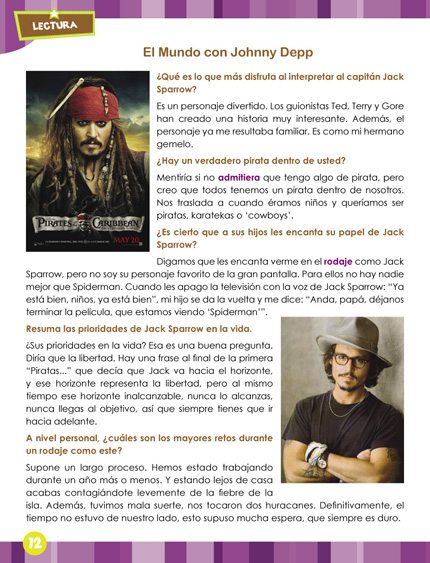 LECTURA
El Mundo con Johnny Depp
¿Qué es lo que más disfruta al interpretar al capitán Jack
Sparrow?
Es un personaje divertido. Los guionistas Ted, Terry y Gore
han creado una historia muy interesante. Además, el
personaje ya me resultaba familiar. Es como mi hermano
gemelo.
¿Hay un verdadero pirata dentro de usted?
Mentiría si no admitiera que tengo algo de pirata, pero
creo que todos tenemos un pirata dentro de nosotros.
Nos traslada a cuando éramos niños y queríamos ser
piratas, karatekas o ‘cowboys’.
¿Es cierto que a sus hijos les encanta su papel de Jack
Sparrow?
Digamos que les encanta verme en el rodaje como Jack
Sparrow, pero no soy su personaje favorito de la gran pantalla. Para ellos no hay nadie
mejor que Spiderman. Cuando les apago la televisión con la voz de Jack Sparrow: “Ya
está bien, niños, ya está bien”, mi hijo se da la vuelta y me dice: “Anda, papá, déjanos
terminar la película, que estamos viendo ‘Spiderman’”.
PIRATES of the CARIBBEAN
MAY 20
Resuma las prioridades de Jack Sparrow en la vida.
¿Sus prioridades en la vida? Esa es una buena pregunta.
Diría que la libertad. Hay una frase al final de la primera
“Piratas...” que decía que Jack va hacia el horizonte,
y ese horizonte representa la libertad, pero al mismo
tiempo ese horizonte inalcanzable, nunca lo alcanzas,
nunca llegas al objetivo, así que siempre tienes que ir
hacia adelante.
A nivel personal, ¿cuáles son los mayores retos durante
un rodaje como este?
Supone un largo proceso. Hemos estado trabajando
durante un año más o menos. Y estando lejos de casa
acabas contagiándote levemente de la fiebre de la
isla. Además, tuvimos mala suerte, nos tocaron dos huracanes. Definitivamente, el
tiempo no estuvo de nuestro lado, esto supuso mucha espera, que siempre es duro.
12